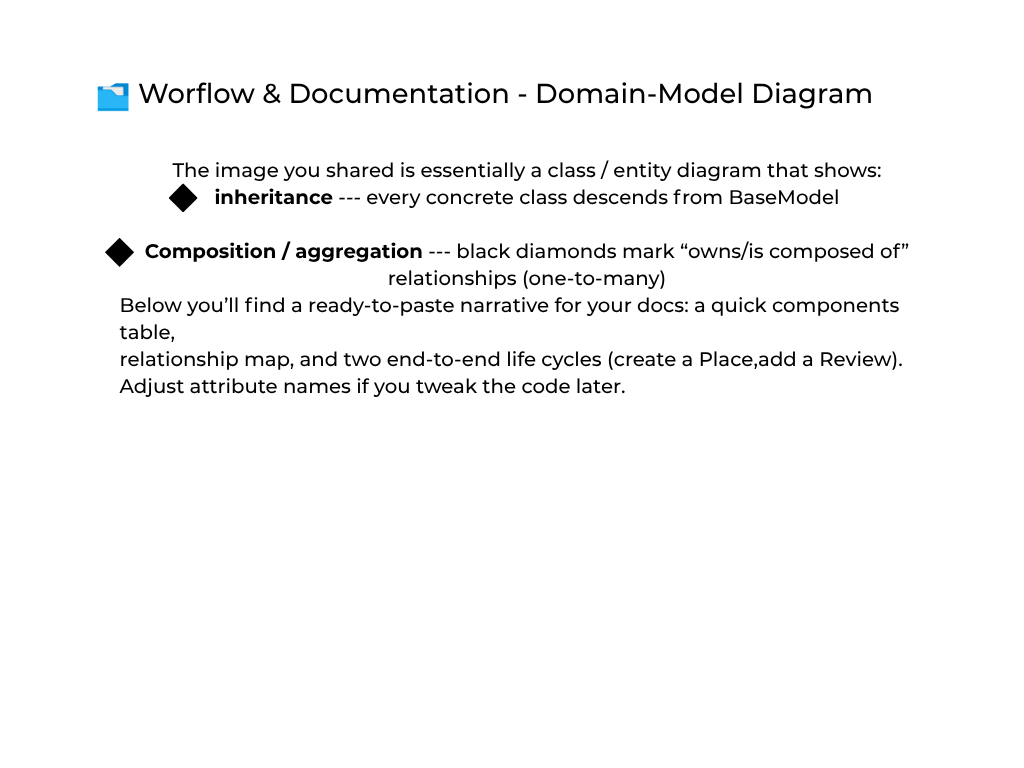 Worflow & Documentation - Domain-Model Diagram
The image you shared is essentially a class / entity diagram that shows:
inheritance --- every concrete class descends from BaseModel
Composition / aggregation --- black diamonds mark “owns/is composed of”
relationships (one-to-many)
Below you’ll find a ready-to-paste narrative for your docs: a quick components
table,
relationship map, and two end-to-end life cycles (create a Place,add a Review).
Adjust attribute names if you tweak the code later.